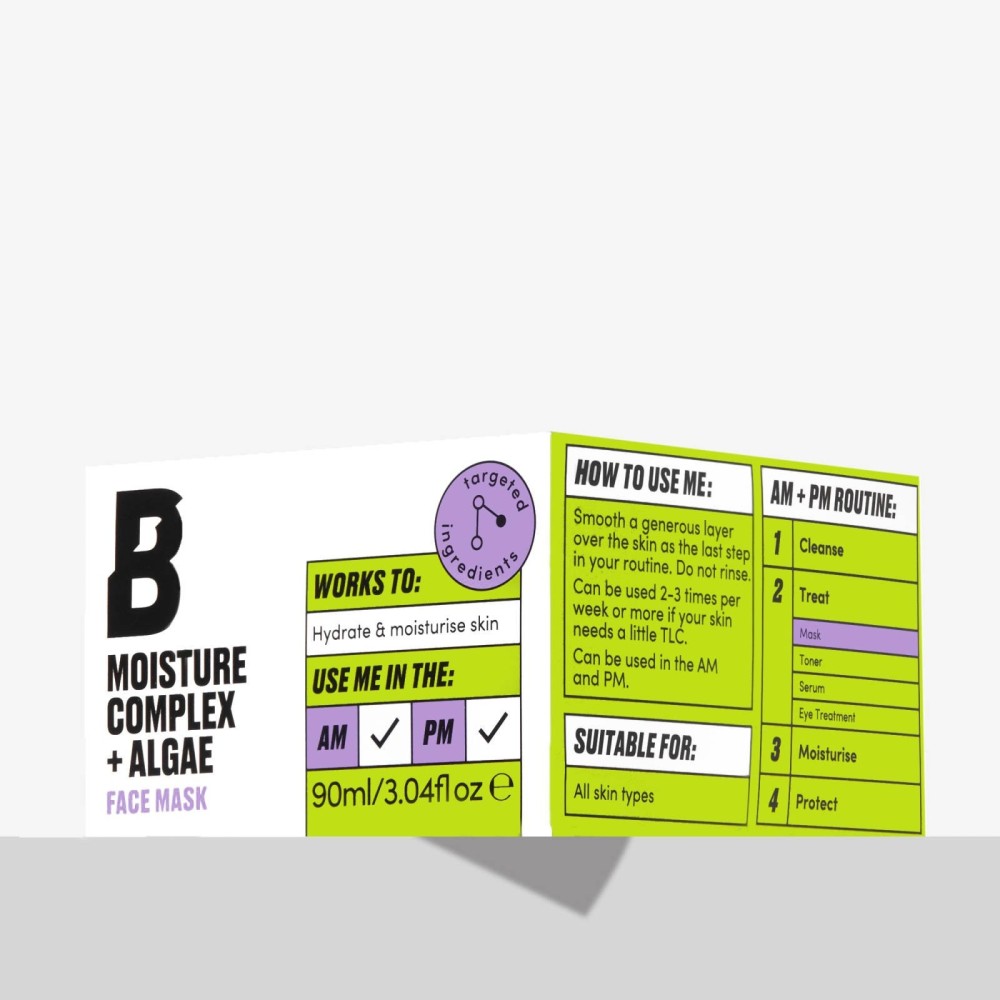 B
MOISTURE
COMPLEX
+ ALGAE
FACE MASK
targeted
ingredients
WORKS TO:
Hydrate & moisturise skin
USE ME IN THE:
AM ✓ PM ✓
90ml/3.04fl oz e
HOW TO USE ME:
Smooth a generous layer
over the skin as the last step
in your routine. Do not rinse.
Can be used 2-3 times per
week or more if your skin
needs a little TLC.
Can be used in the AM
and PM.
SUITABLE FOR:
All skin types
AM + PM ROUTINE:
1 Cleanse
2 Treat
Mask
Toner
Serum
Eye Treatment
3 Moisturise
4 Protect